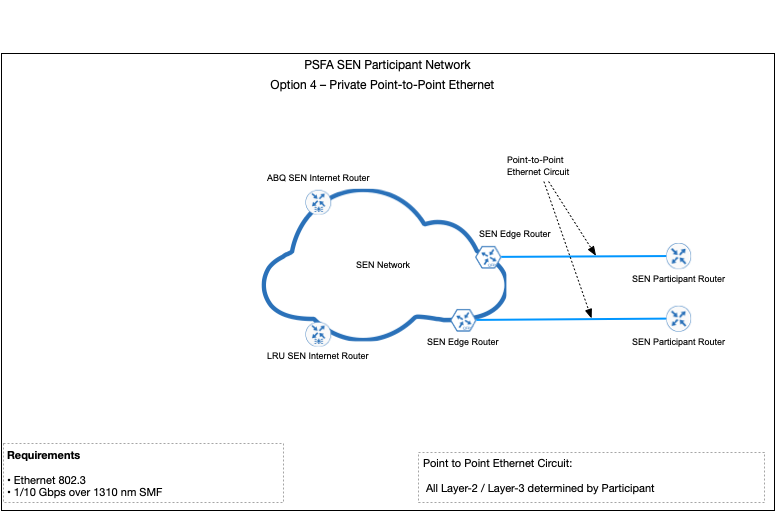 PSFA SEN Participant Network
Option 4 – Private Point-to-Point Ethernet
Point-to-Point
Ethernet Circuit
ABQ SEN Internet Router
SEN Edge Router
SEN Network
SEN Participant Router
SEN Edge Router
SEN Participant Router
LRU SEN Internet Router
Requirements
• Ethernet 802.3
• 1/10 Gbps over 1310 nm SMF
Point to Point Ethernet Circuit:
All Layer-2 / Layer-3 determined by Participant